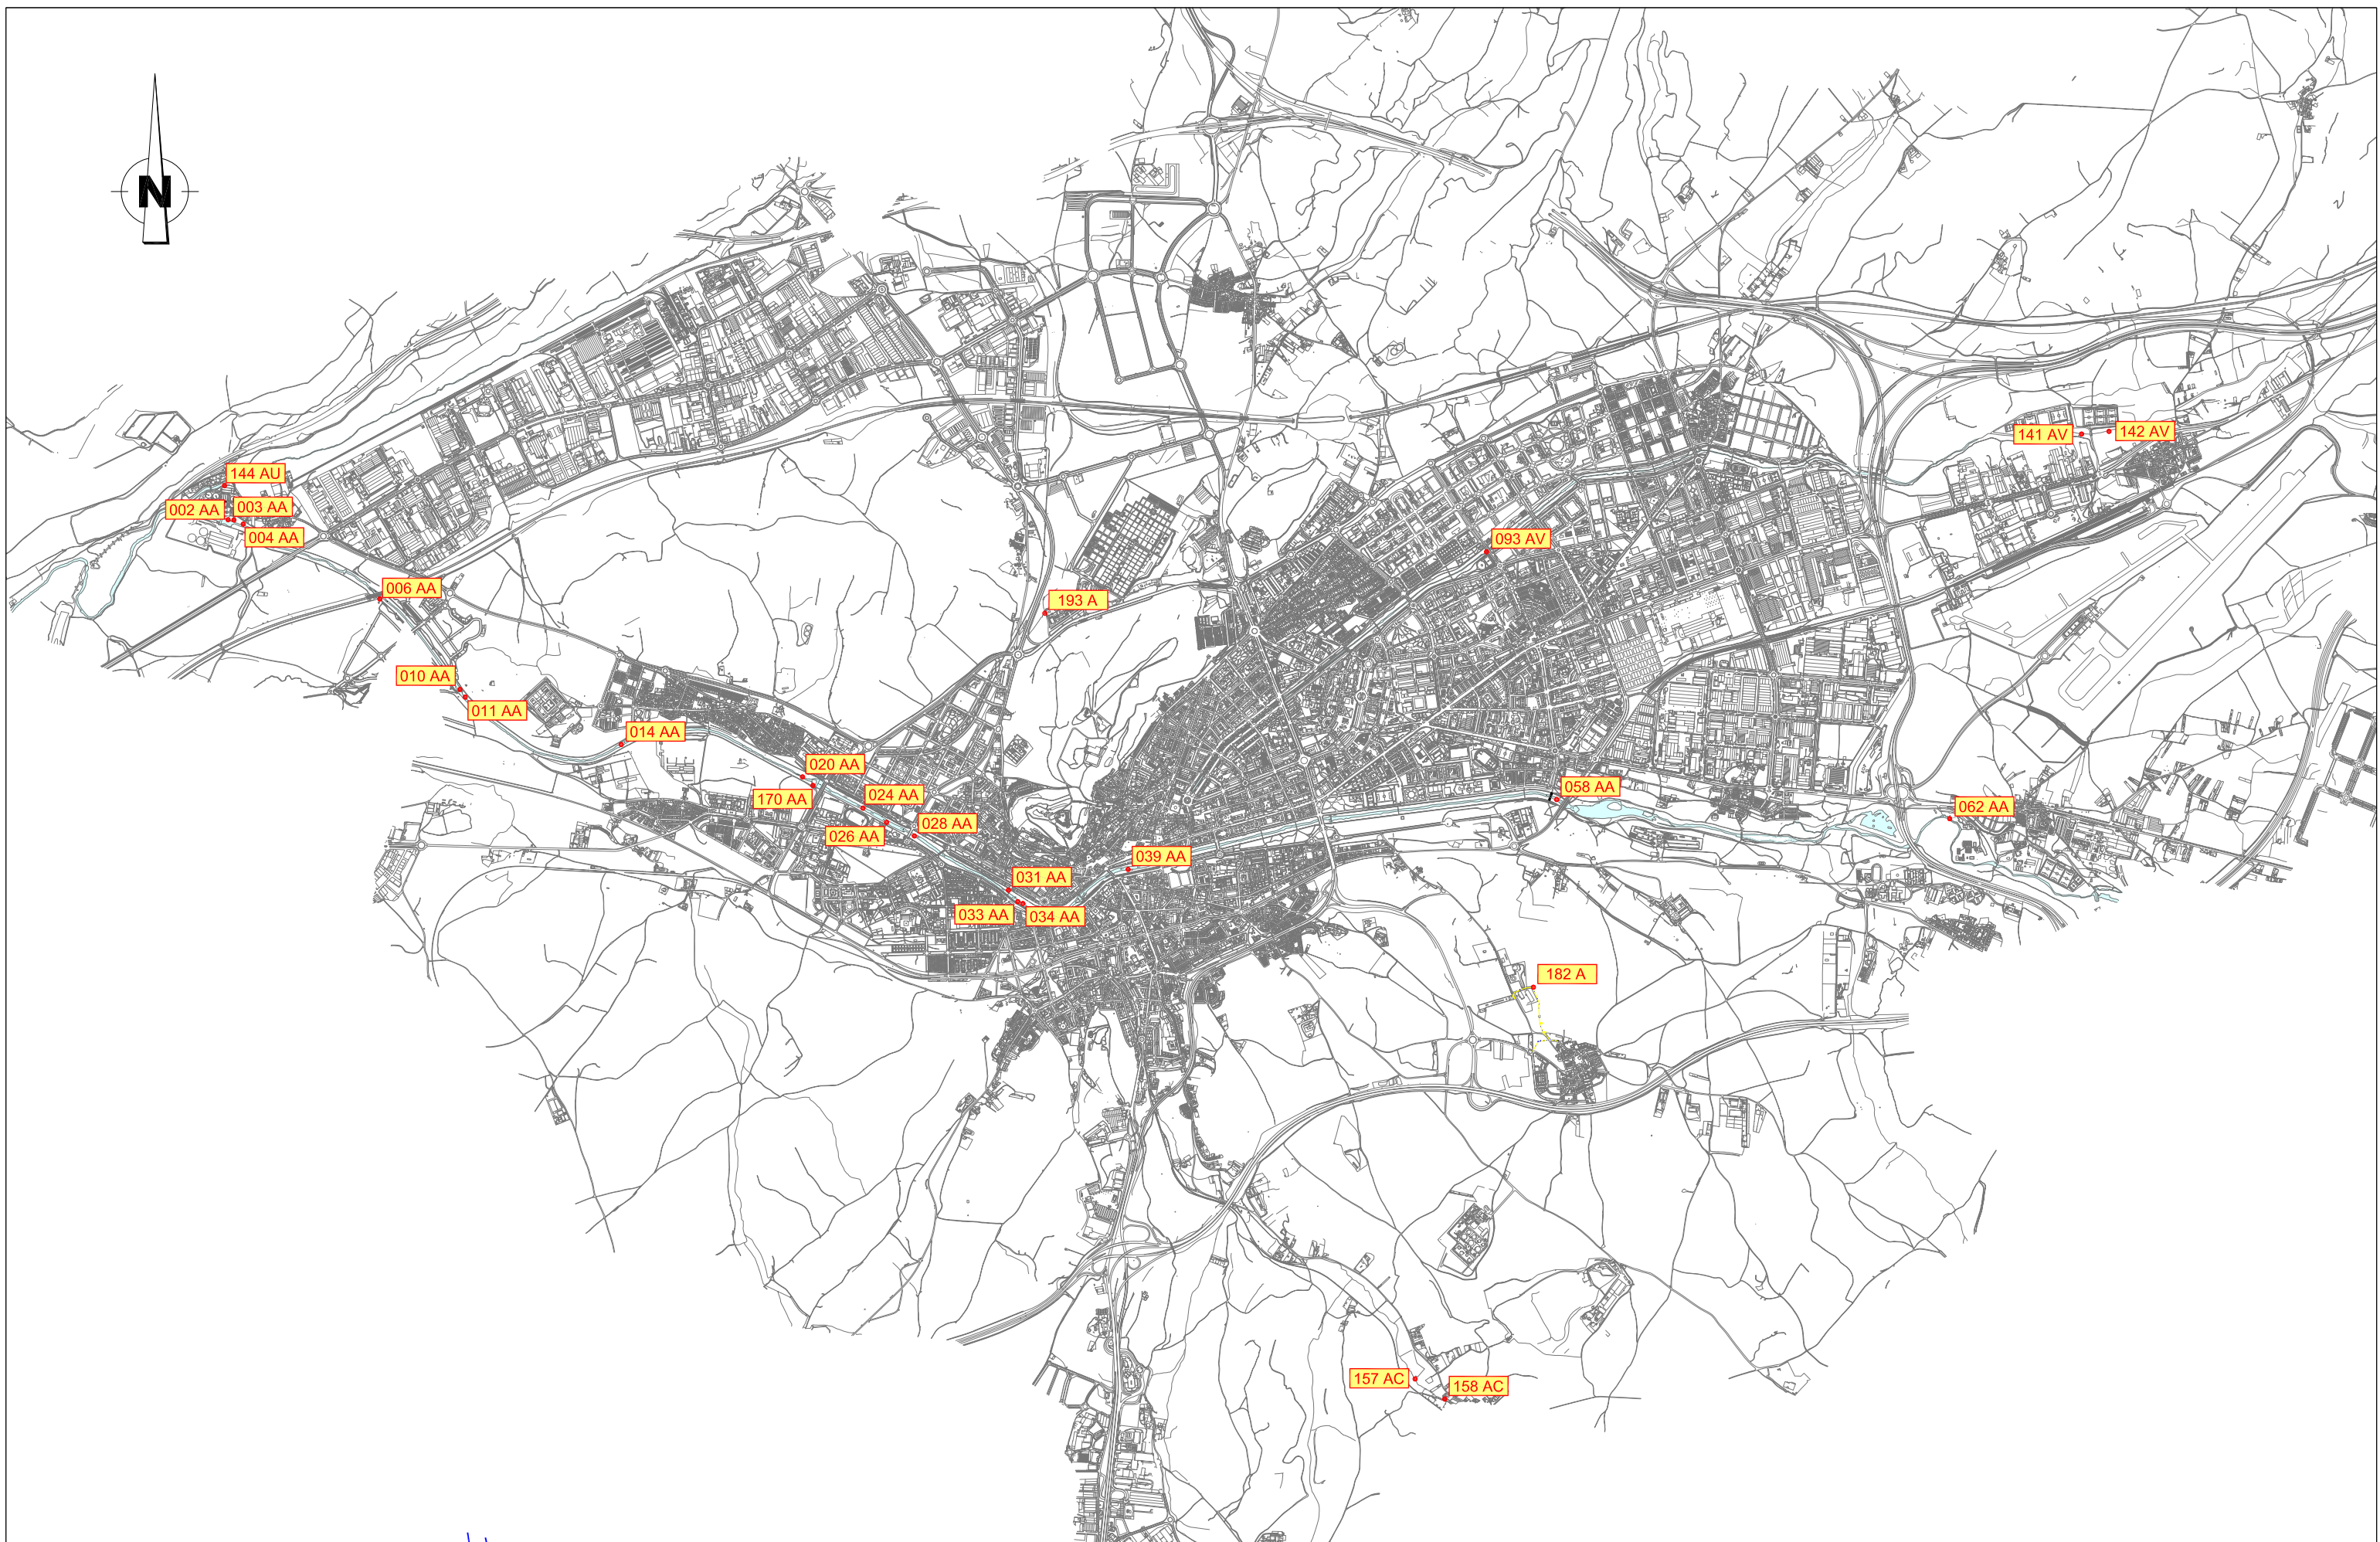 N
141 AV
142 AV
144 AU
003 AA
002 AA
004 AA
093 AV
006 AA
193 A
010 AA
011 AA
014 AA
020 AA
170 AA
024 AA
058 AA
062 AA
026 AA
028 AA
039 AA
031 AA
033 AA
034 AA
182 A
157 AC
158 AC